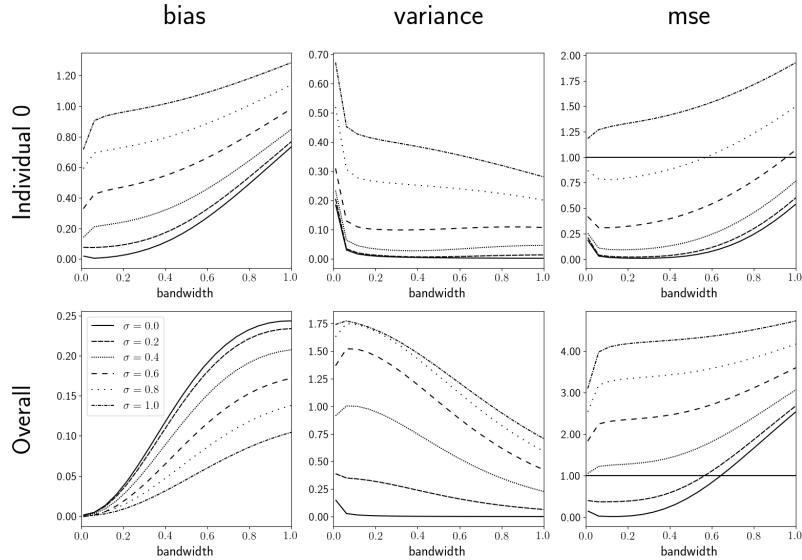 bias
variance
mse
Individual 0
1.20
1.00
0.80
0.60
0.40
0.20
0.00
0.0 0.2 0.4 0.6 0.8 1.0
bandwidth
0.70
0.60
0.50
0.40
0.30
0.20
0.10
0.00
0.0 0.2 0.4 0.6 0.8 1.0
bandwidth
2.00
1.75
1.50
1.25
1.00
0.75
0.50
0.25
0.00
0.0 0.2 0.4 0.6 0.8 1.0
bandwidth
Overall
0.25
0.20
0.15
0.10
0.05
0.00
σ = 0.0
σ = 0.2
σ = 0.4
σ = 0.6
σ = 0.8
σ = 1.0
0.0 0.2 0.4 0.6 0.8 1.0
bandwidth
1.75
1.50
1.25
1.00
0.75
0.50
0.25
0.00
0.0 0.2 0.4 0.6 0.8 1.0
bandwidth
4.00
3.00
2.00
1.00
0.00
0.0 0.2 0.4 0.6 0.8 1.0
bandwidth